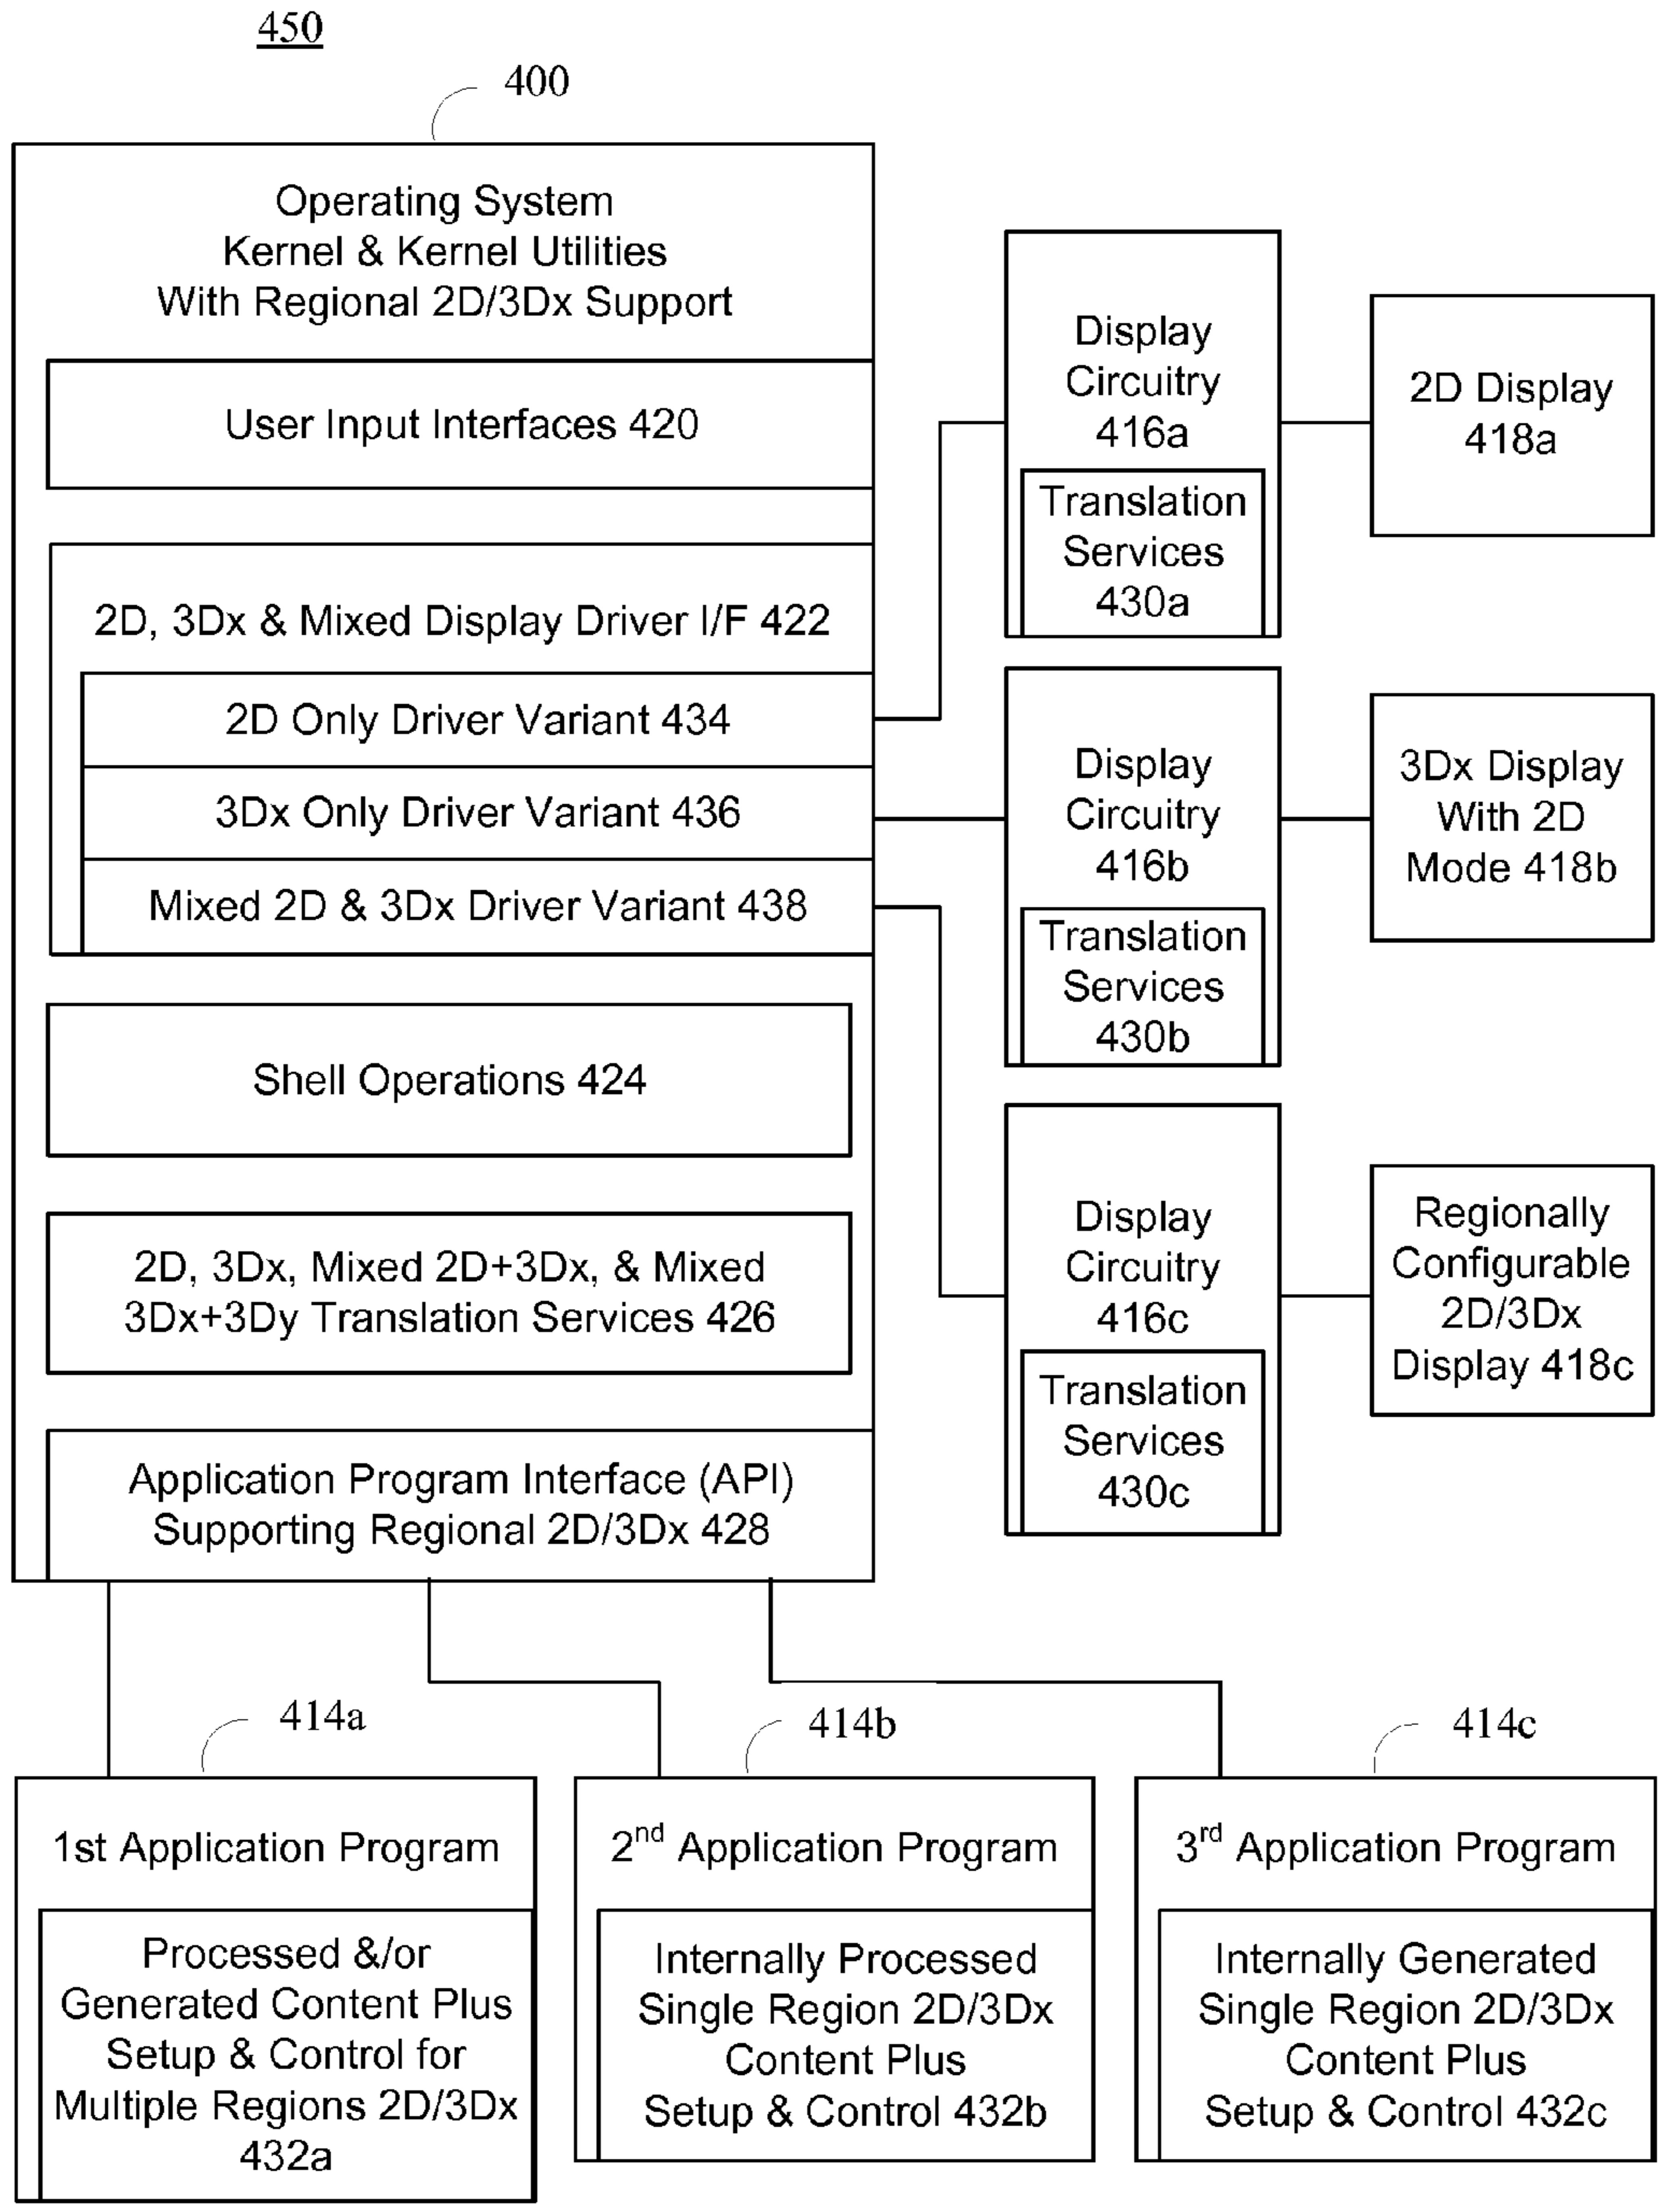 450
400
Operating System
Kernel & Kernel Utilities
With Regional 2D/3Dx Support
User Input Interfaces 420
2D, 3Dx & Mixed Display Driver I/F 422
2D Only Driver Variant 434
3Dx Only Driver Variant 436
Mixed 2D & 3Dx Driver Variant 438
Shell Operations 424
2D, 3Dx, Mixed 2D+3Dx, & Mixed
3Dx+3Dy Translation Services 426
Application Program Interface (API)
Supporting Regional 2D/3Dx 428
Display
Circuitry
416a
Translation
Services
430a
2D Display
418a
Display
Circuitry
416b
Translation
Services
430b
3Dx Display
With 2D
Mode 418b
Display
Circuitry
416c
Translation
Services
430c
Regionally
Configurable
2D/3Dx
Display 418c
414a
1st Application Program
Processed &/or
Generated Content Plus
Setup & Control for
Multiple Regions 2D/3Dx
432a
414b
2nd Application Program
Internally Processed
Single Region 2D/3Dx
Content Plus
Setup & Control 432b
414c
3rd Application Program
Internally Generated
Single Region 2D/3Dx
Content Plus
Setup & Control 432c